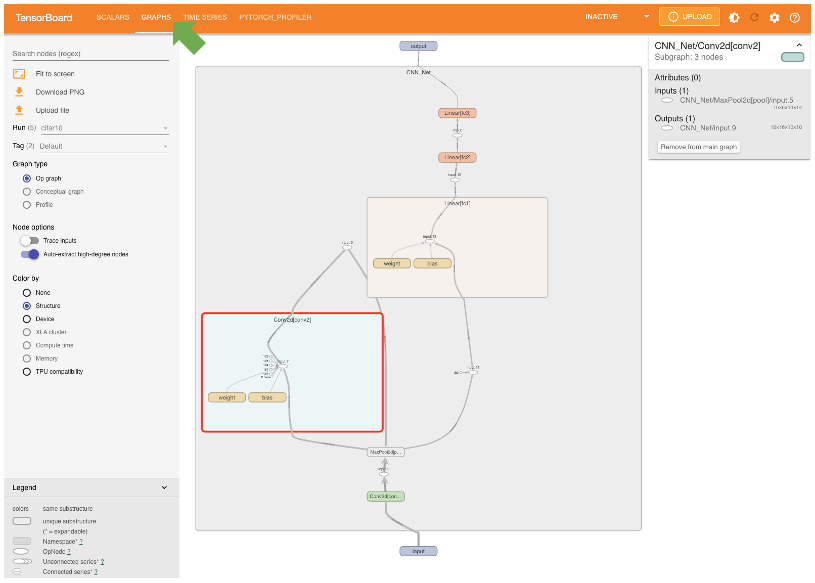 TensorBoard SCALARS GRAPHS TIME SERIES PYTORCH_PROFILER INACTIVE UPLOAD
Search nodes (regex)
Fit to screen
Download PNG
Upload file
Run (5) cifar10
Tag (2) Default
Graph type
Op graph
Conceptual graph
Profile
Node options
Trace inputs
Auto-extract high-degree nodes
Color by
None
Structure
Device
XLA cluster
Compute time
Memory
TPU compatibility
Legend
colors same substructure
unique substructure
(* = expandable)
Namespace* ?
OpNode ?
Unconnected series* ?
Connected series* ?
output
CNN_Net
Linear[fc3]
Linear[fc2]
Linear[fc1]
weight bias
Conv2d[conv2]
weight bias
MaxPool2d[p...
Conv2d[con...
input
CNN_Net/Conv2d[conv2]
Subgraph: 3 nodes
Attributes (0)
Inputs (1)
CNN_Net/MaxPool2d[pool]/input.5
Outputs (1)
CNN_Net/input.9
Remove from main graph